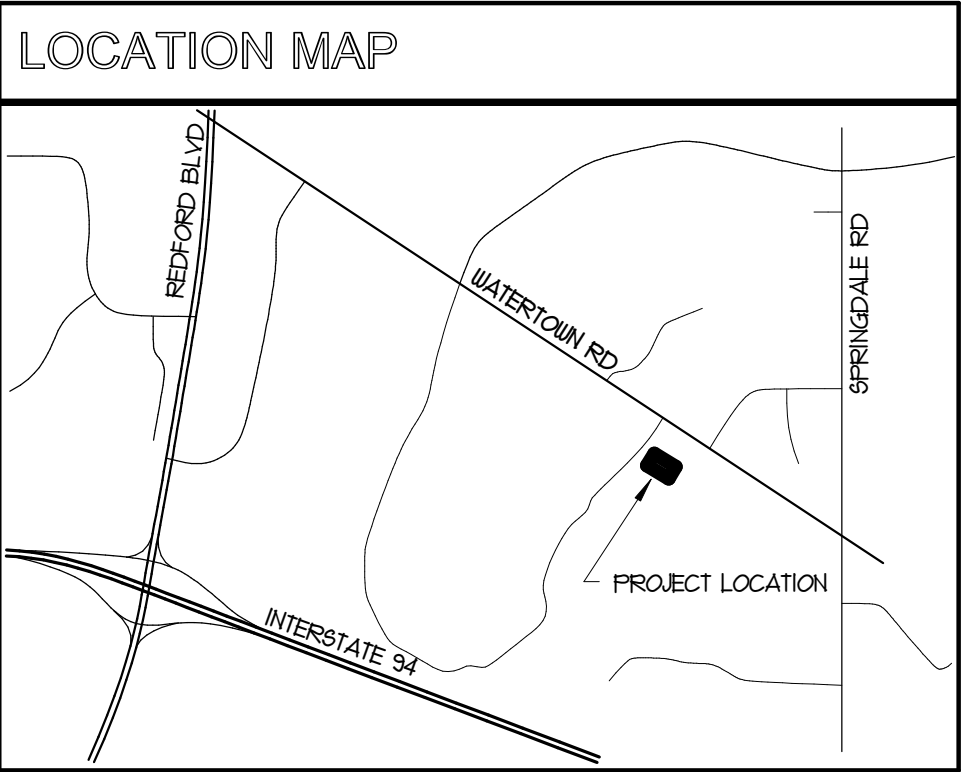 LOCATION MAP
REDFORD BLVD
WATERTOWN RD
SPRINGDALE RD
PROJECT LOCATION
INTERSTATE 94